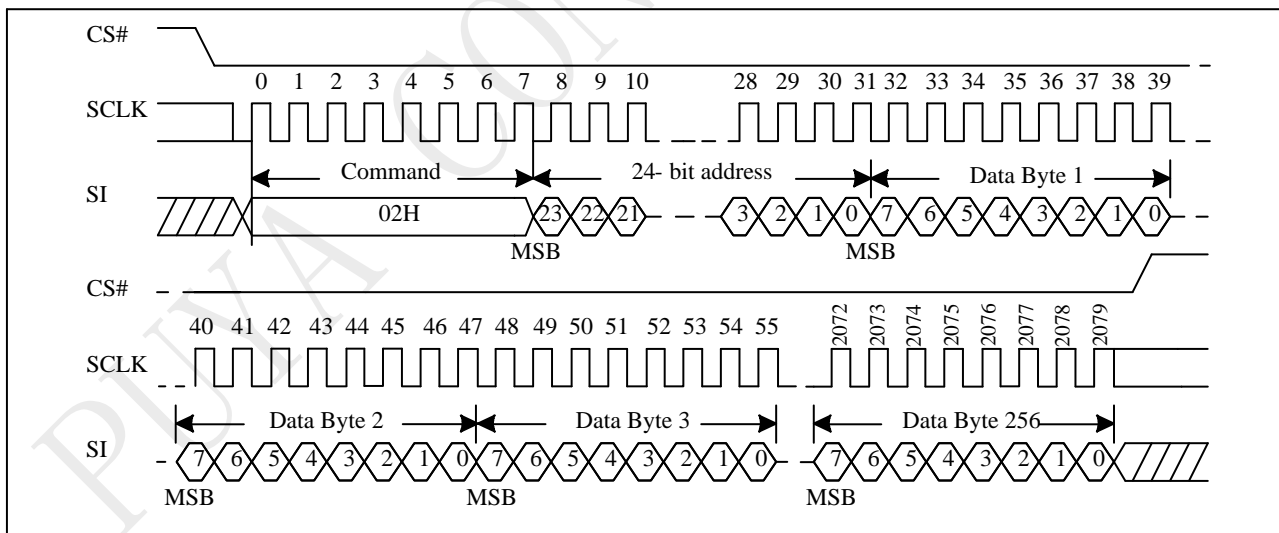 CS#
0 1 2 3 4 5 6 7 8 9 10 28 29 30 31 32 33 34 35 36 37 38 39
SCLK
Command 24- bit address Data Byte 1
SI
02H 23 22 21 3 2 1 0 7 6 5 4 3 2 1 0
MSB MSB
CS#
40 41 42 43 44 45 46 47 48 49 50 51 52 53 54 55 2072 2073 2074 2075 2076 2077 2078 2079
SCLK
Data Byte 2 Data Byte 3 Data Byte 256
SI
7 6 5 4 3 2 1 0 7 6 5 4 3 2 1 0 7 6 5 4 3 2 1 0
MSB MSB MSB
PUYA CON